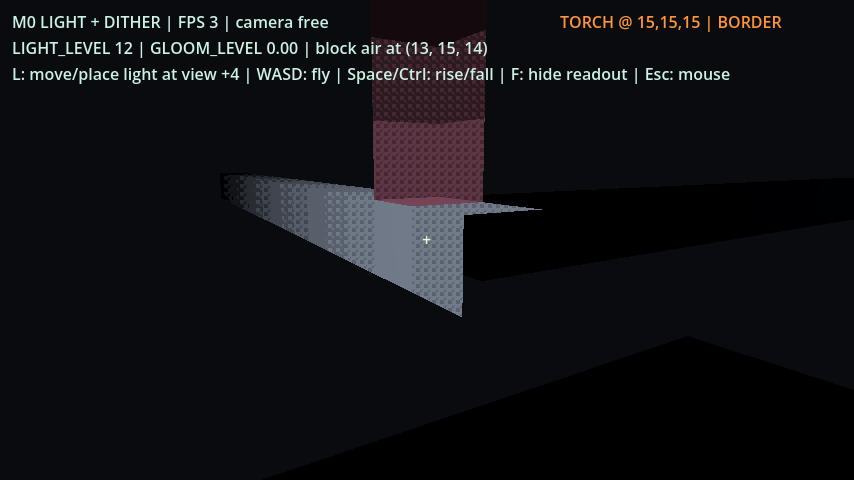 M0 LIGHT + DITHER | FPS 3 | camera free
TORCH @ 15,15,15 | BORDER
LIGHT_LEVEL 12 | GLOOM_LEVEL 0.00 | block air at (13, 15, 14)
L: move/place light at view +4 | WASD: fly | Space/Ctrl: rise/fall | F: hide readout | Esc: mouse